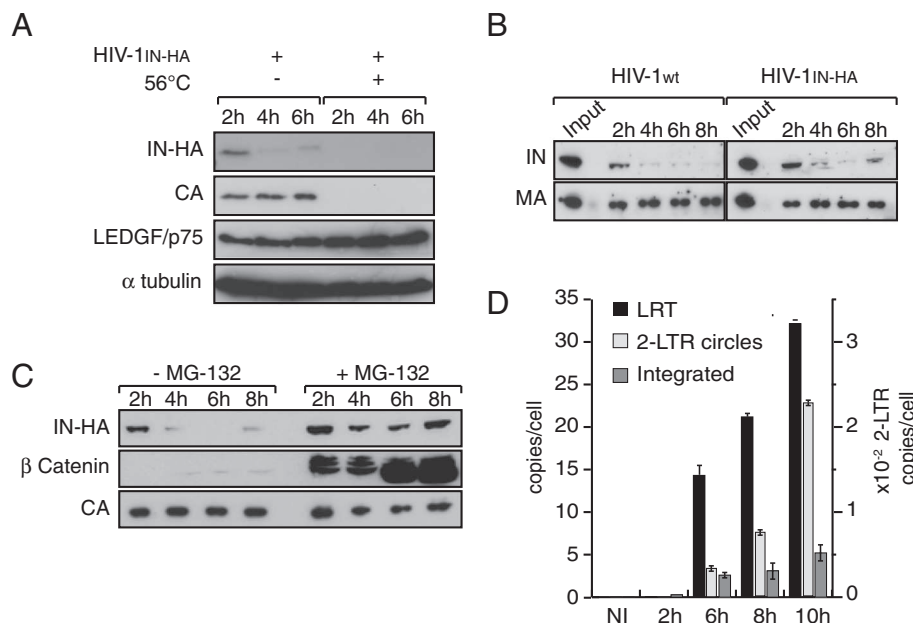 A
HIV-1IN-HA + +
56°C - +
2h 4h 6h 2h 4h 6h
IN-HA
CA
LEDGF/p75
α tubulin
B
HIV-1wt HIV-1IN-HA
Input 2h 4h 6h 8h Input 2h 4h 6h 8h
IN
MA
C
- MG-132 + MG-132
2h 4h 6h 8h 2h 4h 6h 8h
IN-HA
β Catenin
CA
D
LRT
2-LTR circles
Integrated
copies/cell
35
30
25
20
15
10
5
0
x10-2 2-LTR
copies/cell
3
2
1
0
NI 2h 6h 8h 10h